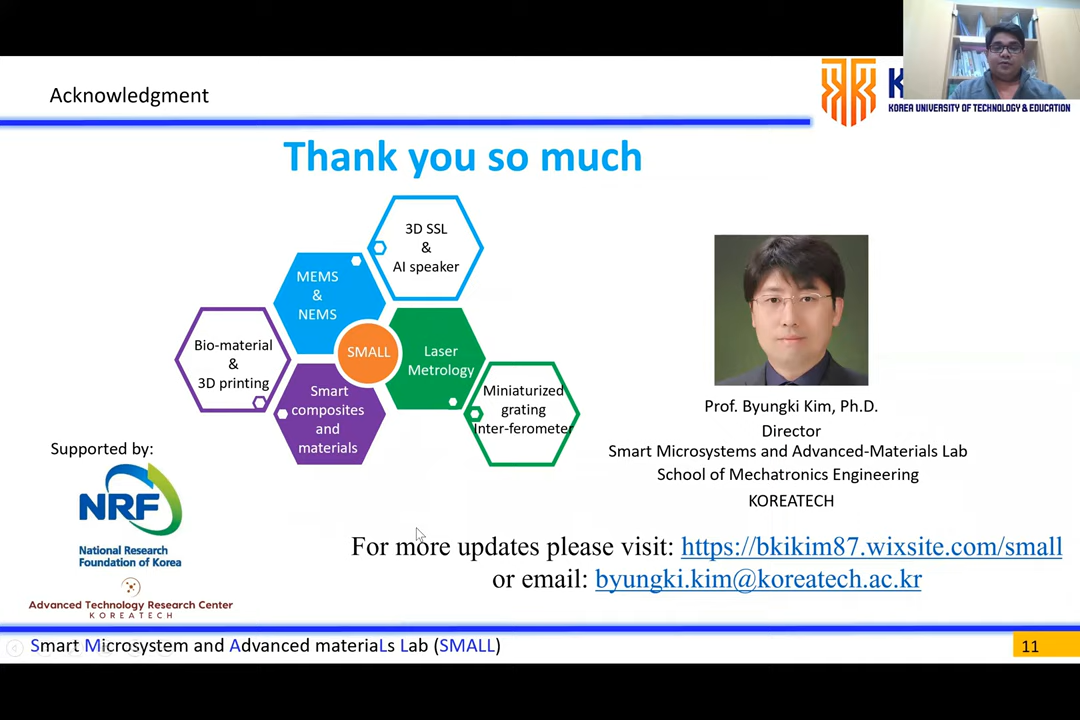 Acknowledgment
KOREA UNIVERSITY OF TECHNOLOGY & EDUCATION
Thank you so much
3D SSL
&
AI speaker
MEMS
&
NEMS
Bio-material
&
3D printing
SMALL
Laser
Metrology
Smart
composites
and
materials
Miniaturized
grating
Inter-ferometer
Prof. Byungki Kim, Ph.D.
Director
Smart Microsystems and Advanced-Materials Lab
School of Mechatronics Engineering
KOREATECH
Supported by:
NRF
National Research
Foundation of Korea
Advanced Technology Research Center
KOREATECH
For more updates please visit: https://bkikim87.wixsite.com/small
or email: byungki.kim@koreatech.ac.kr
Smart Microsystem and Advanced materiaLs Lab (SMALL)
11